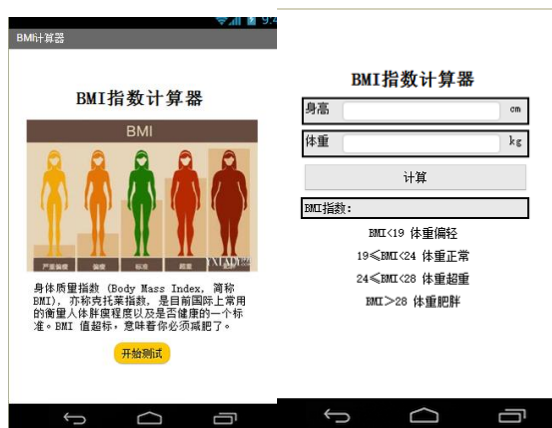 BMI计算器
BMI指数计算器
BMI
严重偏瘦
偏瘦
标准
超重
身体质量指数 (Body Mass Index, 简称
BMI), 亦称克托莱指数, 是目前国际上常用
的衡量人体胖瘦程度以及是否健康的一个标
准。BMI 值超标，意味着你必须减肥了。
开始测试
BMI指数计算器
身高 cm
体重 kg
计算
BMI指数:
BMI<19 体重偏轻
19≤BMI<24 体重正常
24≤BMI<28 体重超重
BMI＞28 体重肥胖